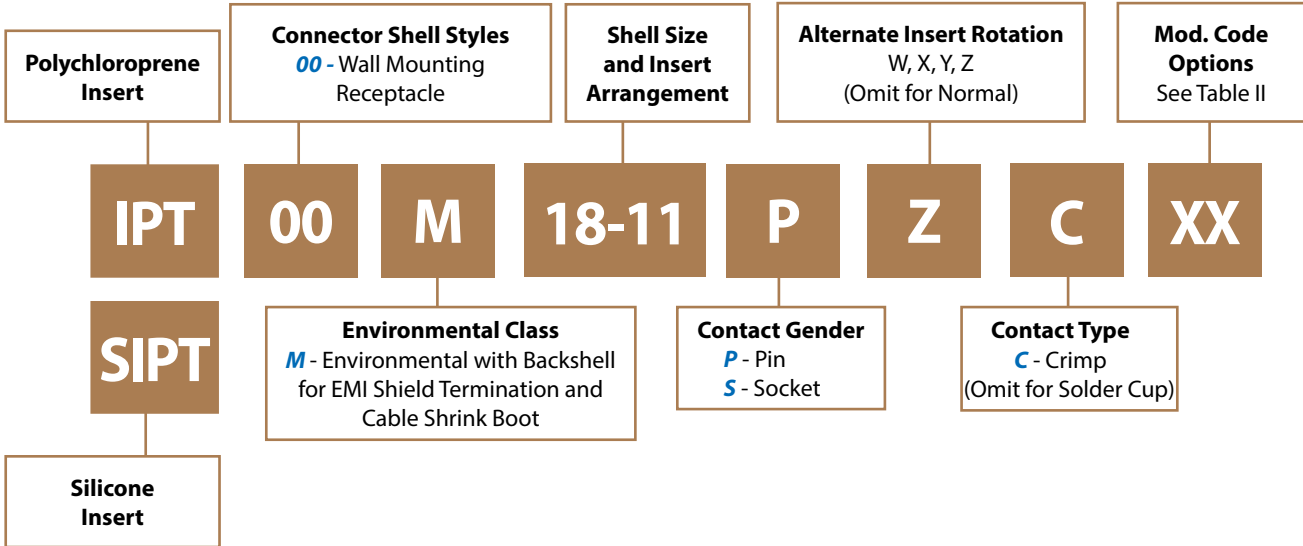 Polychloroprene
Insert
Connector Shell Styles
00 - Wall Mounting
Receptacle
Shell Size
and Insert
Arrangement
Alternate Insert Rotation
W, X, Y, Z
(Omit for Normal)
Mod. Code
Options
See Table II
IPT
00
M
18-11
P
Z
C
XX
SIPT
Environmental Class
M - Environmental with Backshell
for EMI Shield Termination and
Cable Shrink Boot
Contact Gender
P - Pin
S - Socket
Contact Type
C - Crimp
(Omit for Solder Cup)
Silicone
Insert